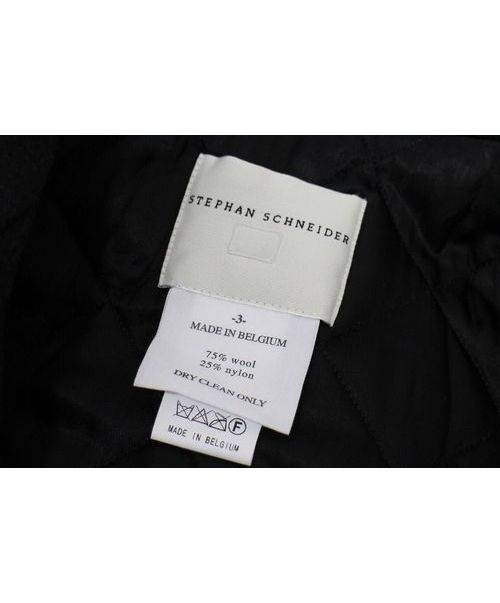 STEPHAN SCHNEIDER
-3-
MADE IN BELGIUM
75% wool
25% nylon
DRY CLEAN ONLY
F
MADE IN BELGIUM